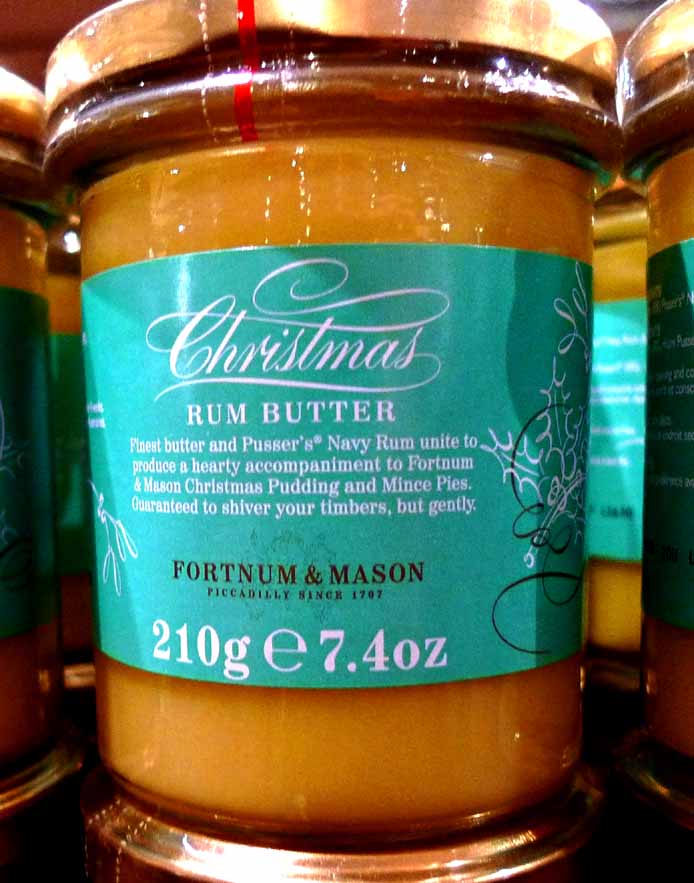 Christmas
RUM BUTTER
Finest butter and Pusser's® Navy Rum unite to
produce a hearty accompaniment to Fortnum
& Mason Christmas Pudding and Mince Pies.
Guaranteed to shiver your timbers, but gently.
FORTNUM & MASON
PICCADILLY SINCE 1707
210g ℮ 7.4oz